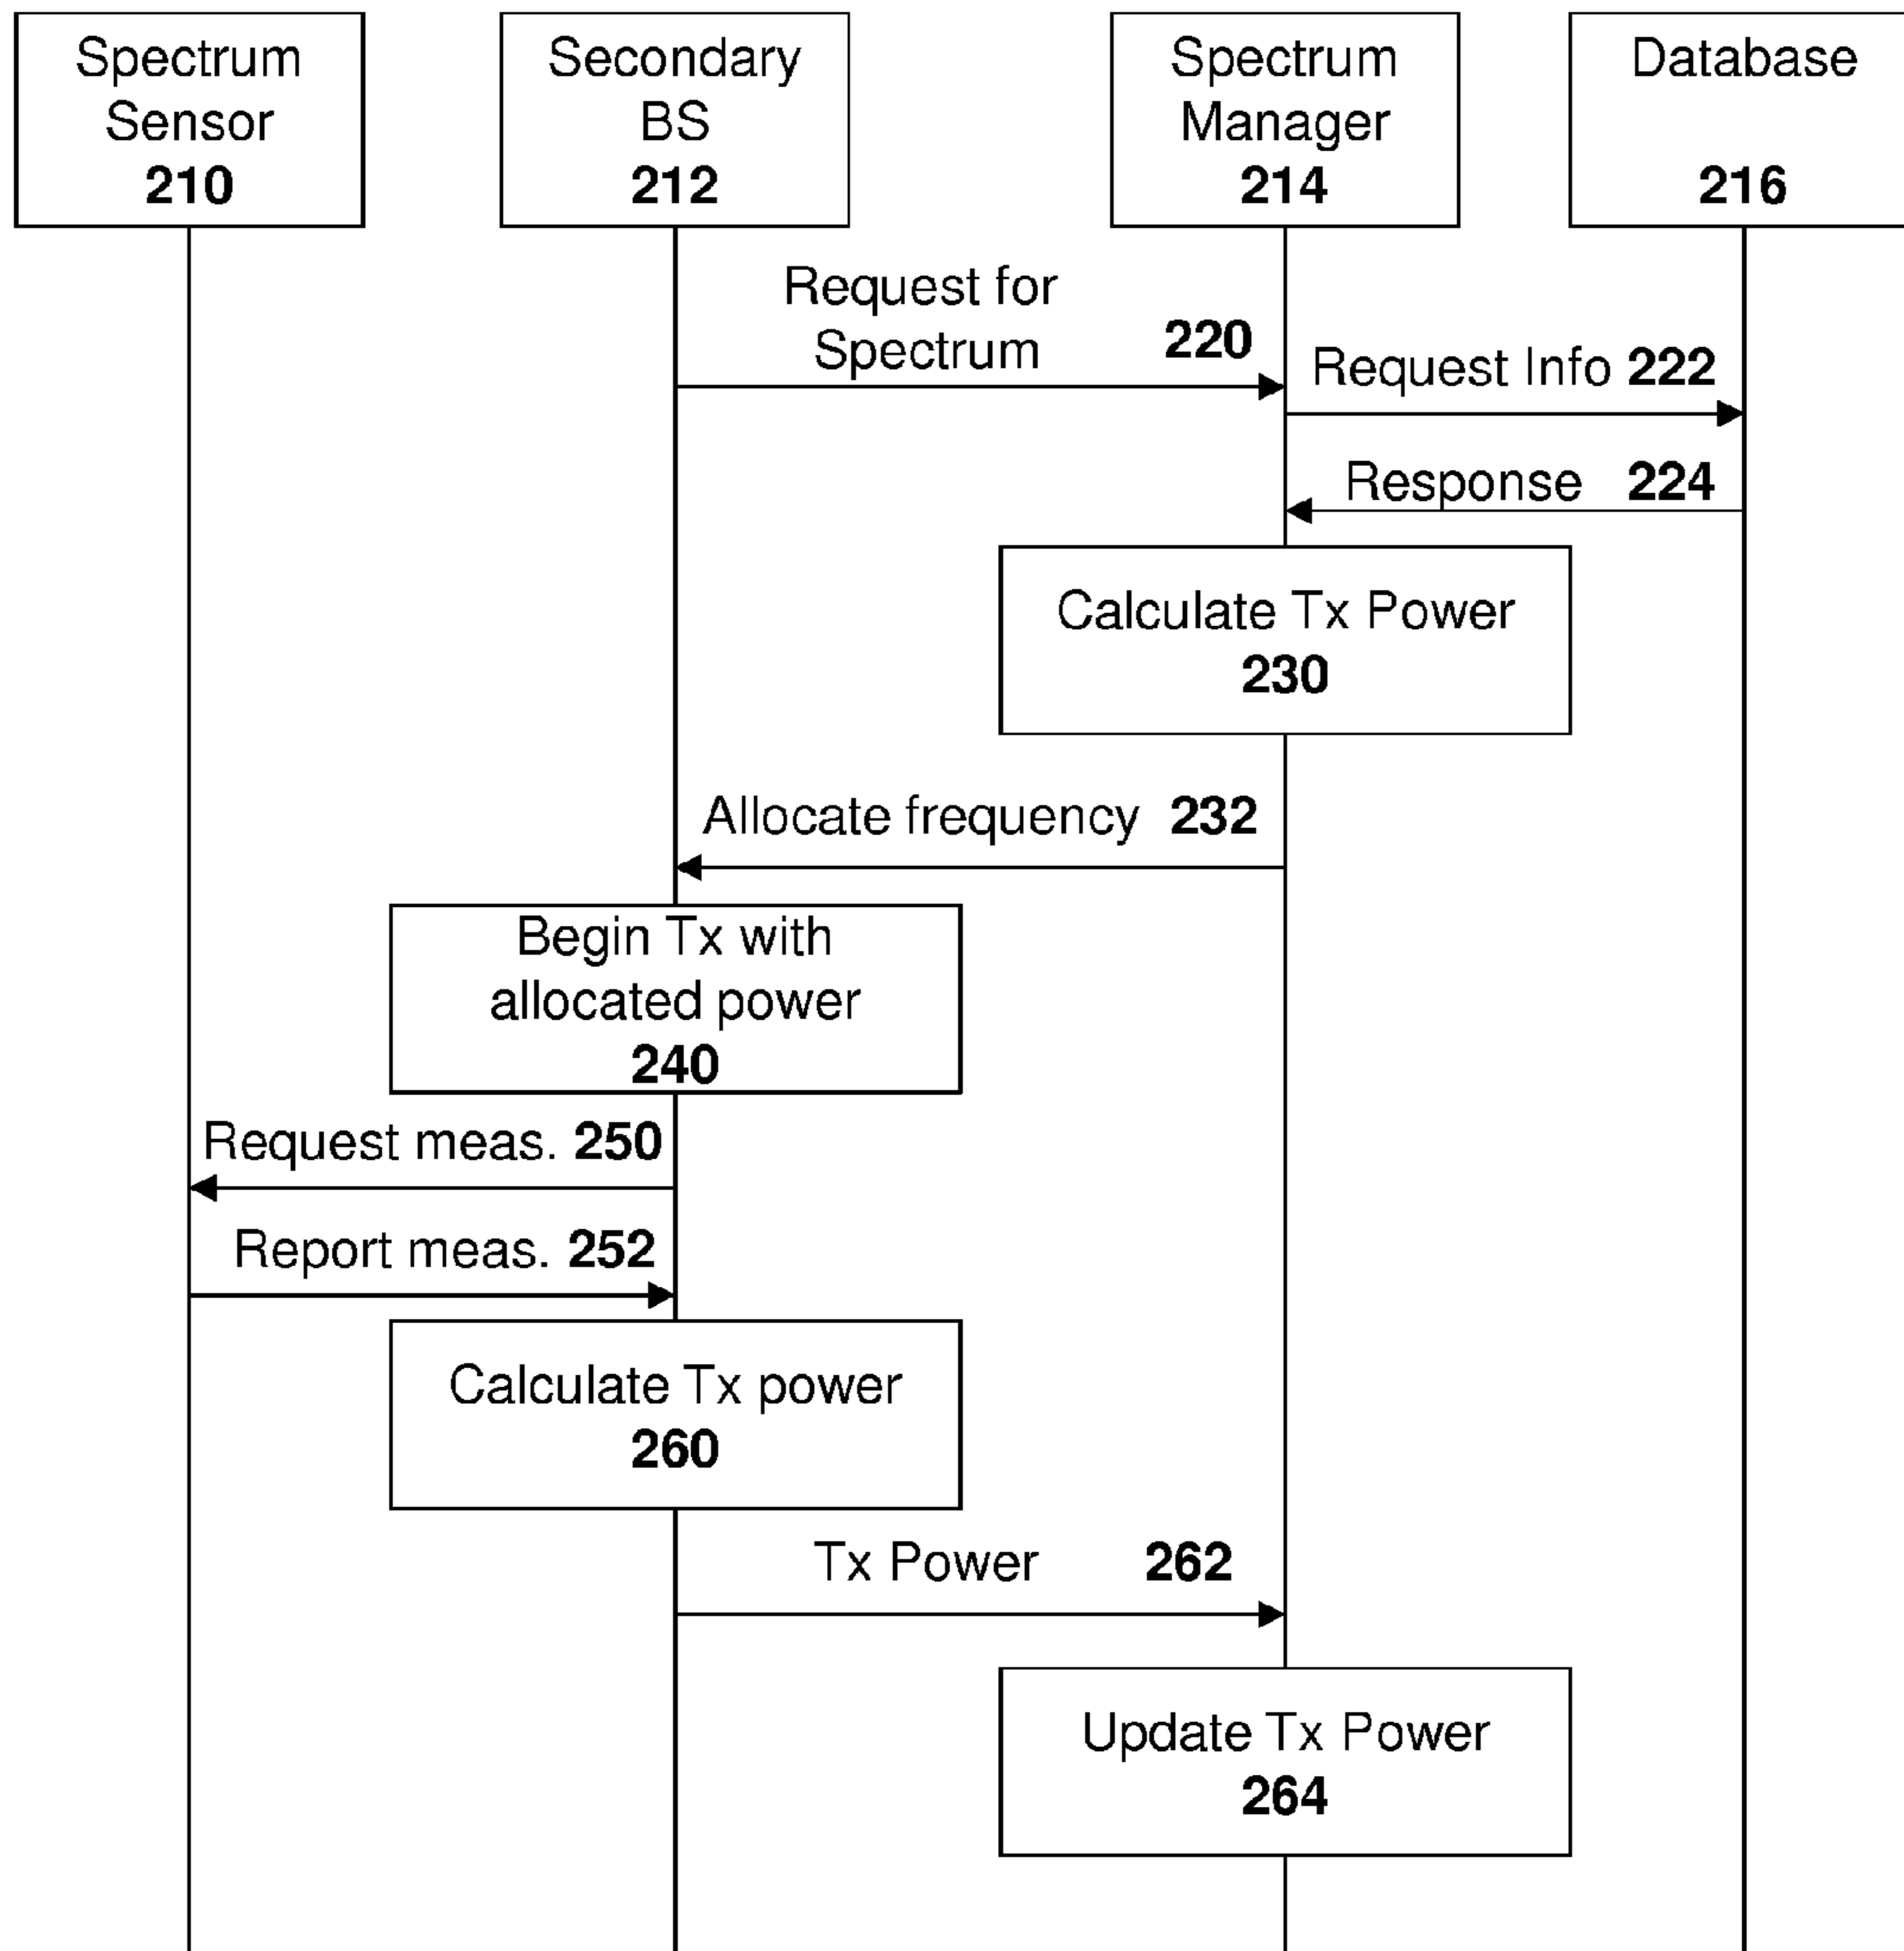 Spectrum
Sensor
210
Secondary
BS
212
Spectrum
Manager
214
Database
216
Request for
Spectrum 220
Request Info 222
Response 224
Calculate Tx Power
230
Allocate frequency 232
Begin Tx with
allocated power
240
Request meas. 250
Report meas. 252
Calculate Tx power
260
Tx Power 262
Update Tx Power
264